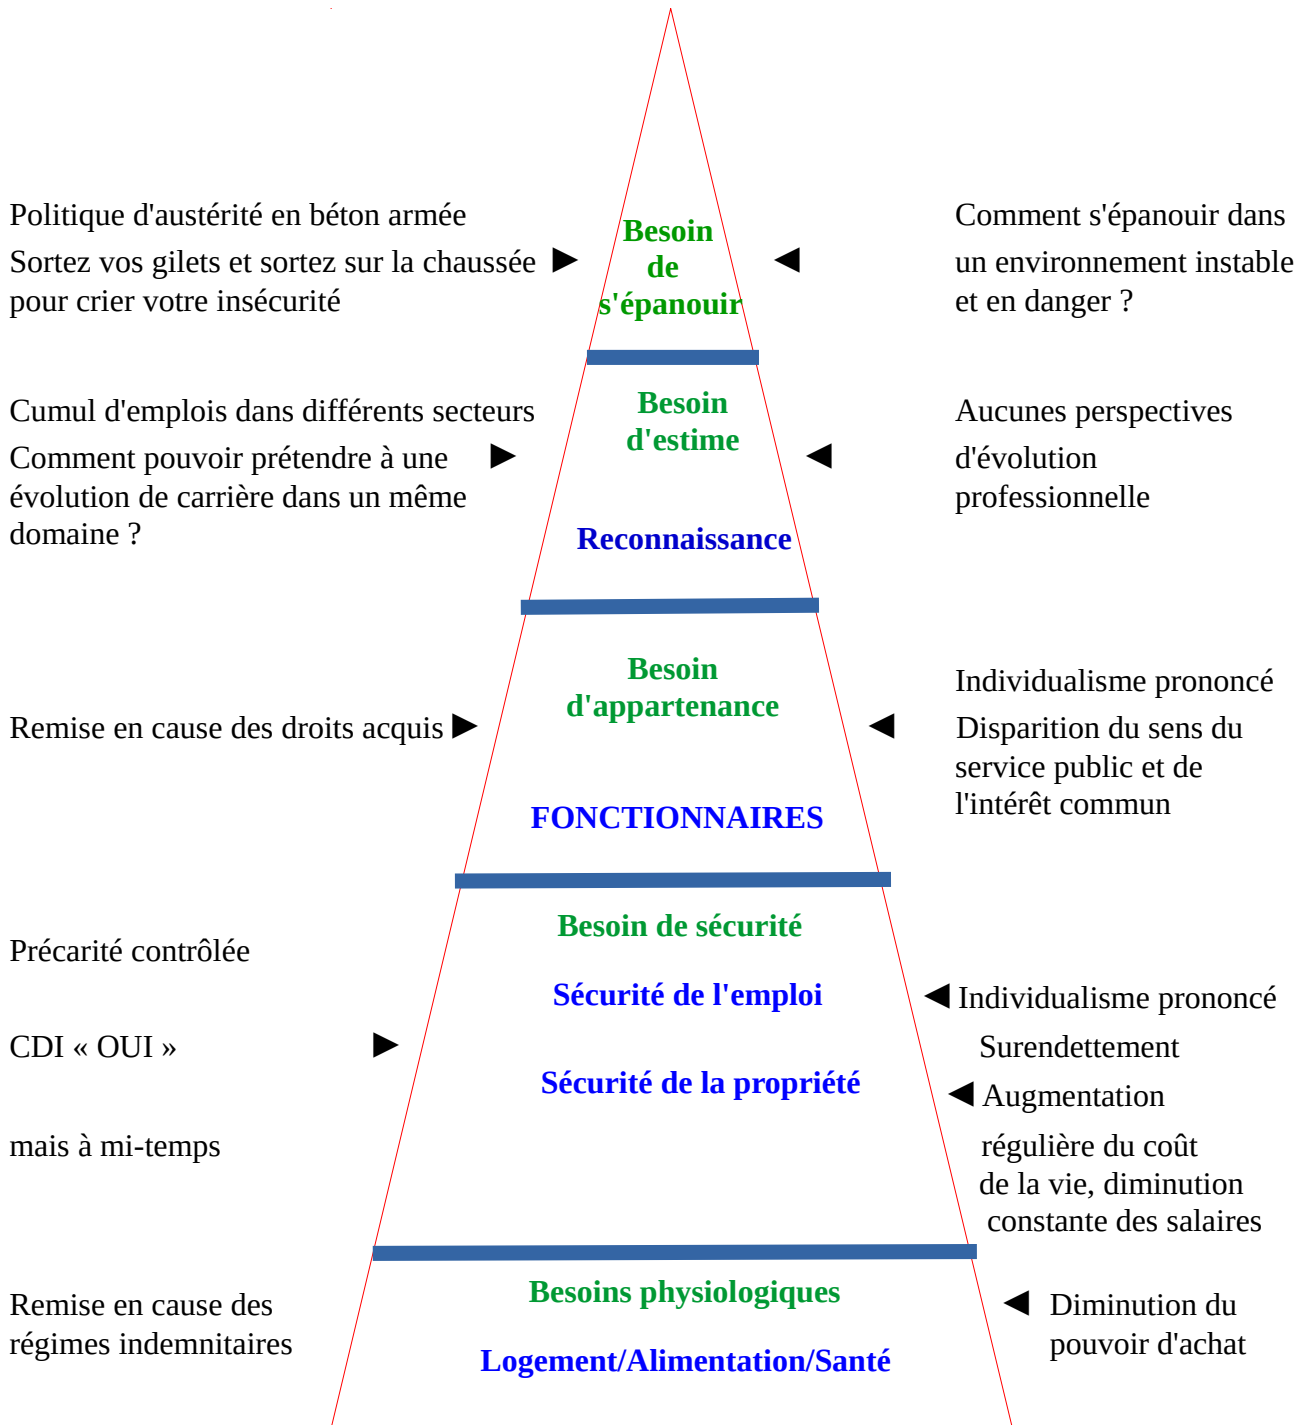 Politique d'austérité en béton armée
Sortez vos gilets et sortez sur la chaussée
pour crier votre insécurité
Besoin
de
s'épanouir
Comment s'épanouir dans
un environnement instable
et en danger ?
Cumul d'emplois dans différents secteurs
Comment pouvoir prétendre à une
évolution de carrière dans un même
domaine ?
Besoin
d'estime
Reconnaissance
Aucunes perspectives
d'évolution
professionnelle
Remise en cause des droits acquis
Besoin
d'appartenance
FONCTIONNAIRES
Individualisme prononcé
Disparition du sens du
service public et de
l'intérêt commun
Précarité contrôlée
CDI « OUI »
mais à mi-temps
Besoin de sécurité
Sécurité de l'emploi
Sécurité de la propriété
Individualisme prononcé
Surendettement
Augmentation
régulière du coût
de la vie, diminution
constante des salaires
Remise en cause des
régimes indemnitaires
Besoins physiologiques
Logement/Alimentation/Santé
Diminution du
pouvoir d'achat